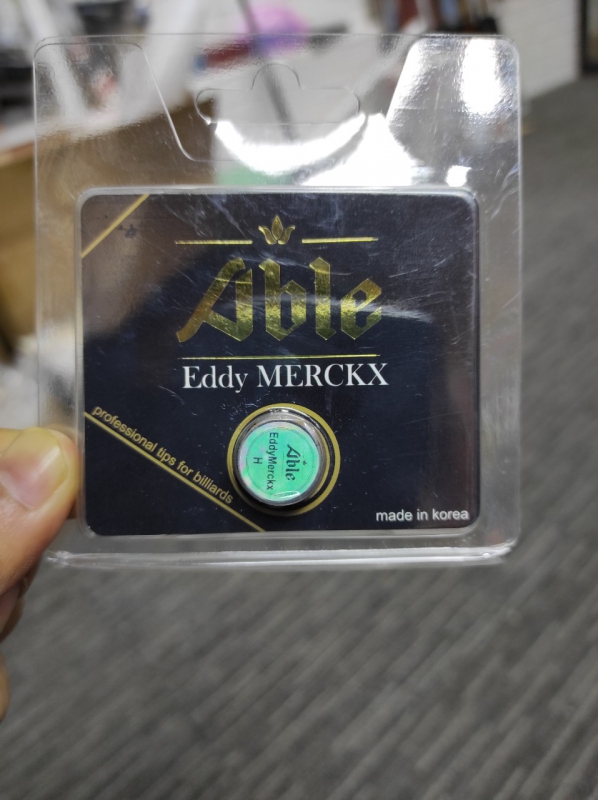 Able
Eddy MERCKX
professional tips for billiards
Able
EddyMerckx
H
made in korea